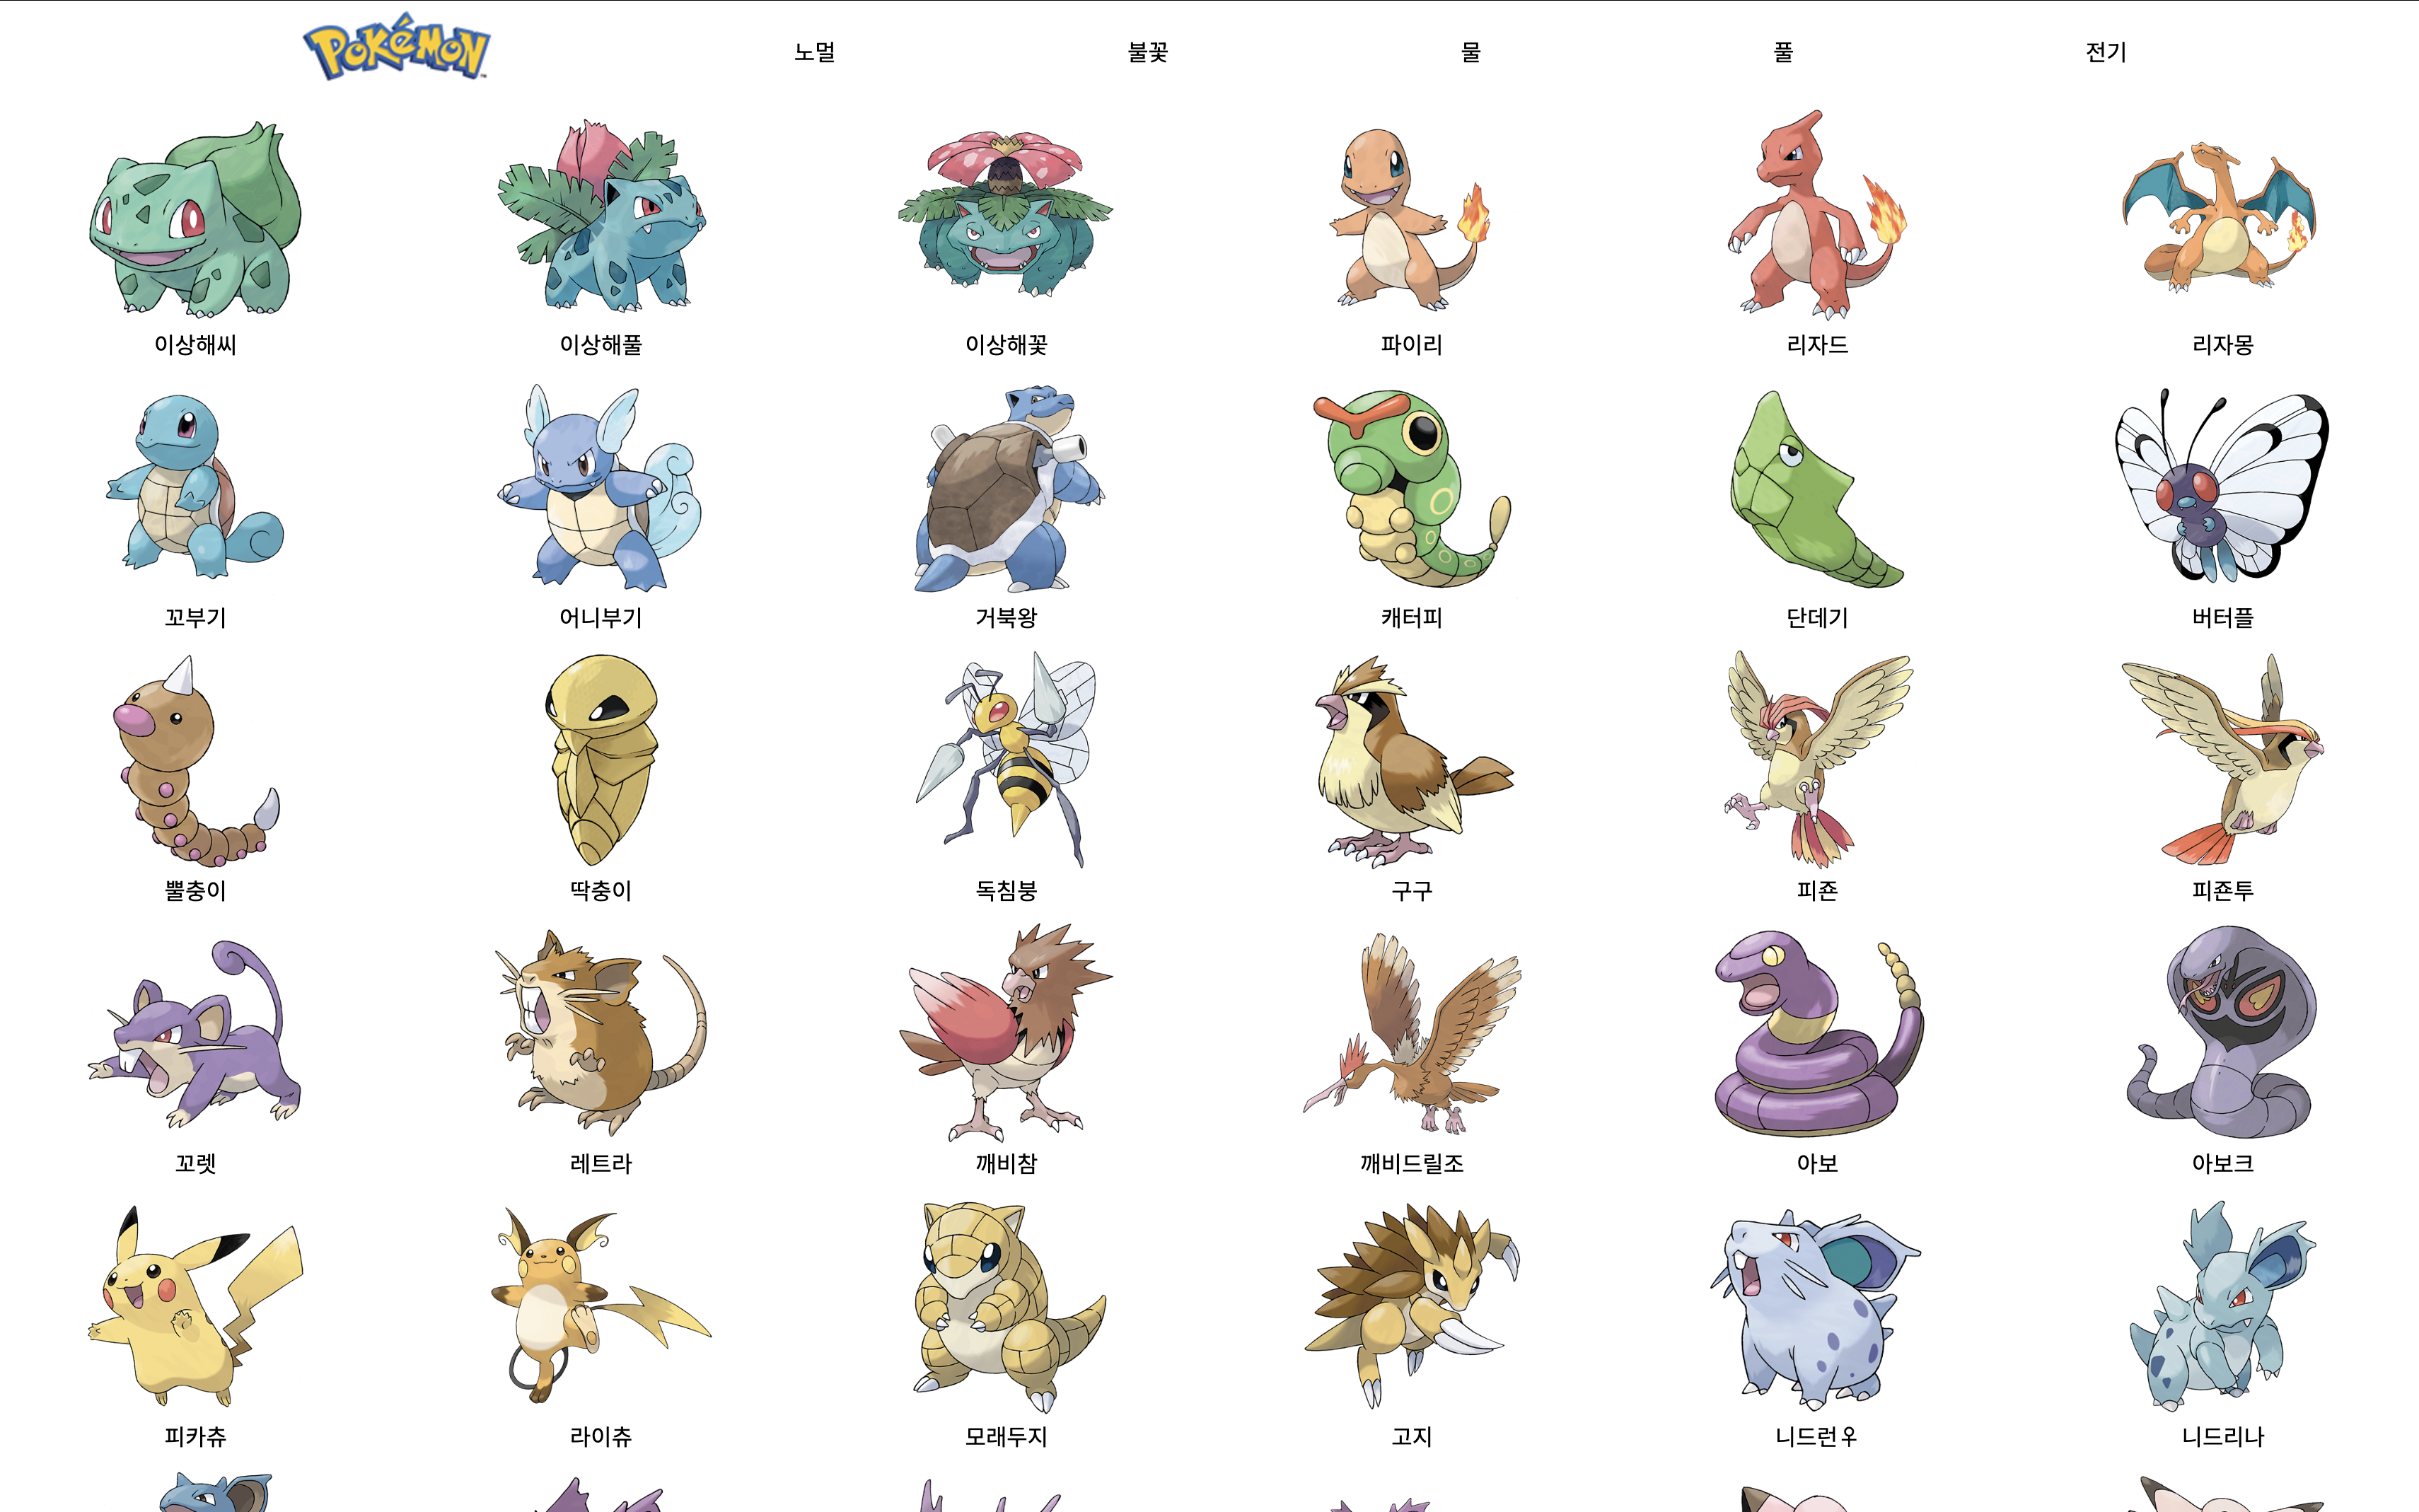 POKéMON™
노멀 불꽃 물 풀 전기
이상해씨 이상해풀 이상해꽃 파이리 리자드 리자몽
꼬부기 어니부기 거북왕 캐터피 단데기 버터플
뿔충이 딱충이 독침붕 구구 피죤 피죤투
꼬렛 레트라 깨비참 깨비드릴조 아보 아보크
피카츄 라이츄 모래두지 고지 니드런♀ 니드리나